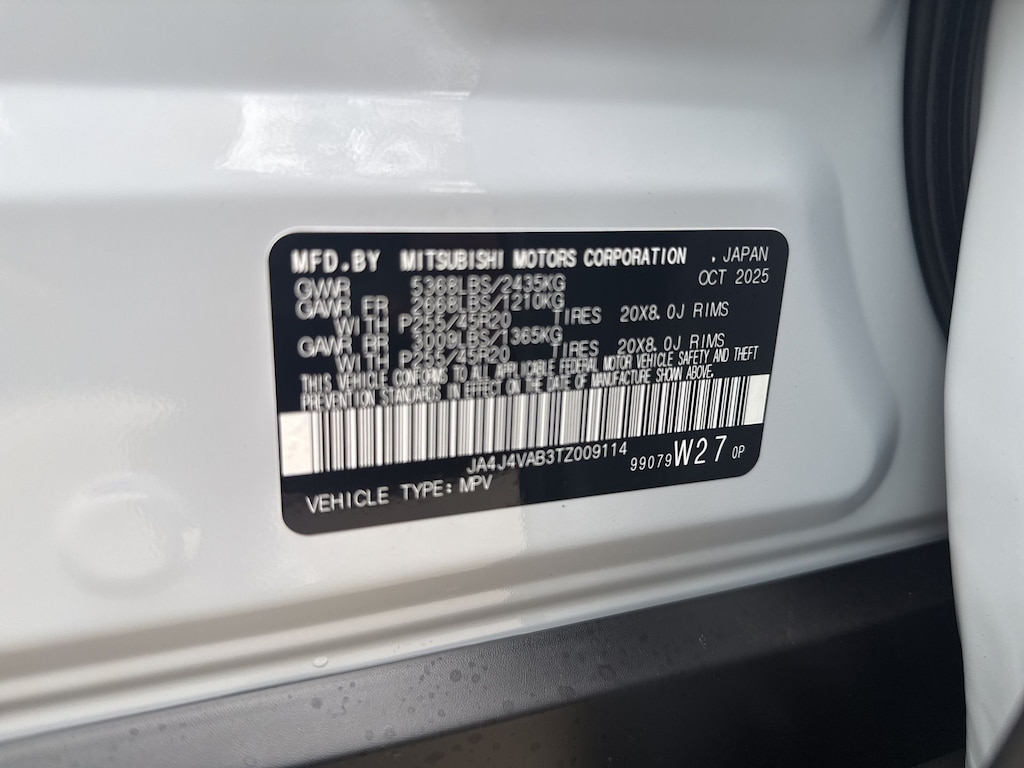 MFD.BY MITSUBISHI MOTORS CORPORATION , JAPAN
OCT 2025
GVWR 5368LBS/2435KG
GAWR FR 2668LBS/1210KG
WITH P255/45R20 TIRES 20X8.0J RIMS
GAWR RR 3009LBS/1365KG
WITH P255/45R20 TIRES 20X8.0J RIMS
THIS VEHICLE CONFORMS TO ALL APPLICABLE FEDERAL MOTOR VEHICLE SAFETY AND THEFT
PREVENTION STANDARDS IN EFFECT ON THE DATE OF MANUFACTURE SHOWN ABOVE.
JA4J4VAB3TZ009114
99079 W27 0P
VEHICLE TYPE: MPV